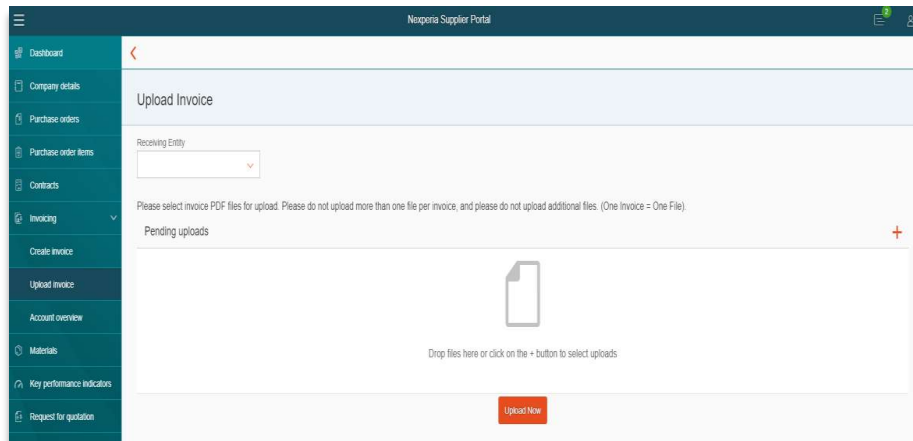 Nexperia Supplier Portal
2
Dashboard
Company details
Purchase orders
Purchase order items
Contracts
Invoicing
Create invoice
Upload invoice
Account overview
Materials
Key performance indicators
Request for quotation
Upload Invoice
Receiving Entity
Please select invoice PDF files for upload. Please do not upload more than one file per invoice, and please do not upload additional files. (One Invoice = One File).
Pending uploads
+
Drop files here or click on the + button to select uploads
Upload Now